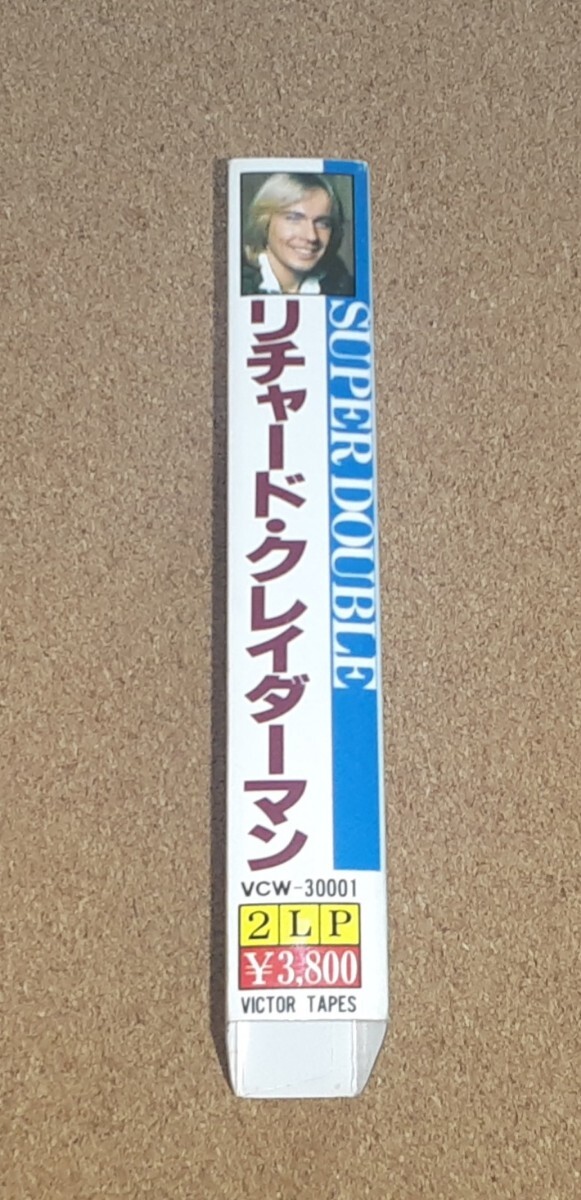 リチャード・クレイダーマン
SUPER DOUBLE
VCW-30001
2LP
¥3,800
VICTOR TAPES